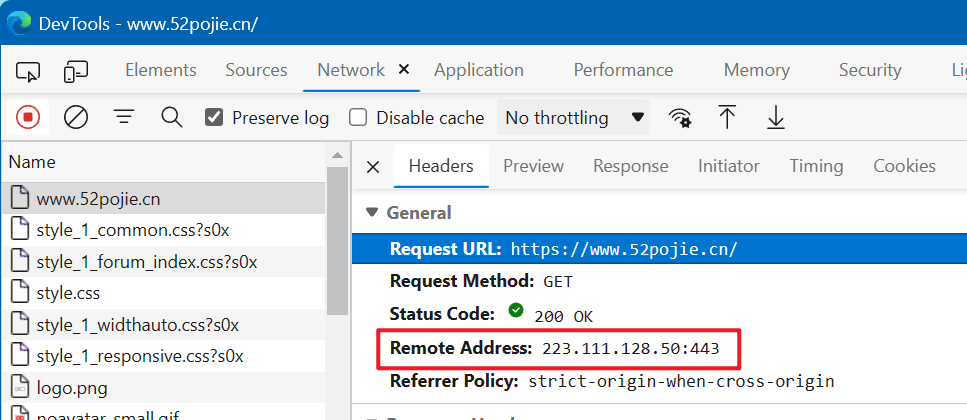 DevTools - www.52pojie.cn/
Elements Sources Network × Application Performance Memory Security
Preserve log Disable cache No throttling
Name
× Headers Preview Response Initiator Timing Cookies
www.52pojie.cn
General
style_1_common.css?s0x
Request URL: https://www.52pojie.cn/
style_1_forum_index.css?s0x
Request Method: GET
style.css
Status Code: 200 OK
style_1_widthauto.css?s0x
Remote Address: 223.111.128.50:443
style_1_responsive.css?s0x
Referrer Policy: strict-origin-when-cross-origin
logo.png
noavatar_small.gif